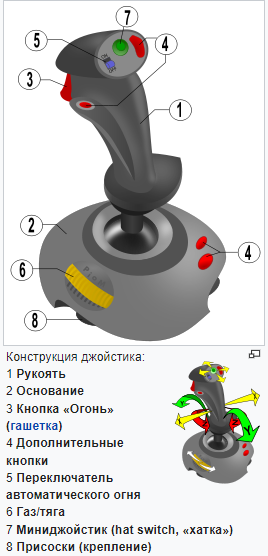 7
5
4
3
1
2
4
6
8
Конструкция джойстика:
1 Рукоять
2 Основание
3 Кнопка «Огонь»
(гашетка)
4 Дополнительные
кнопки
5 Переключатель
автоматического огня
6 Газ/тяга
7 Миниджойстик (hat switch, «хатка»)
8 Присоски (крепление)